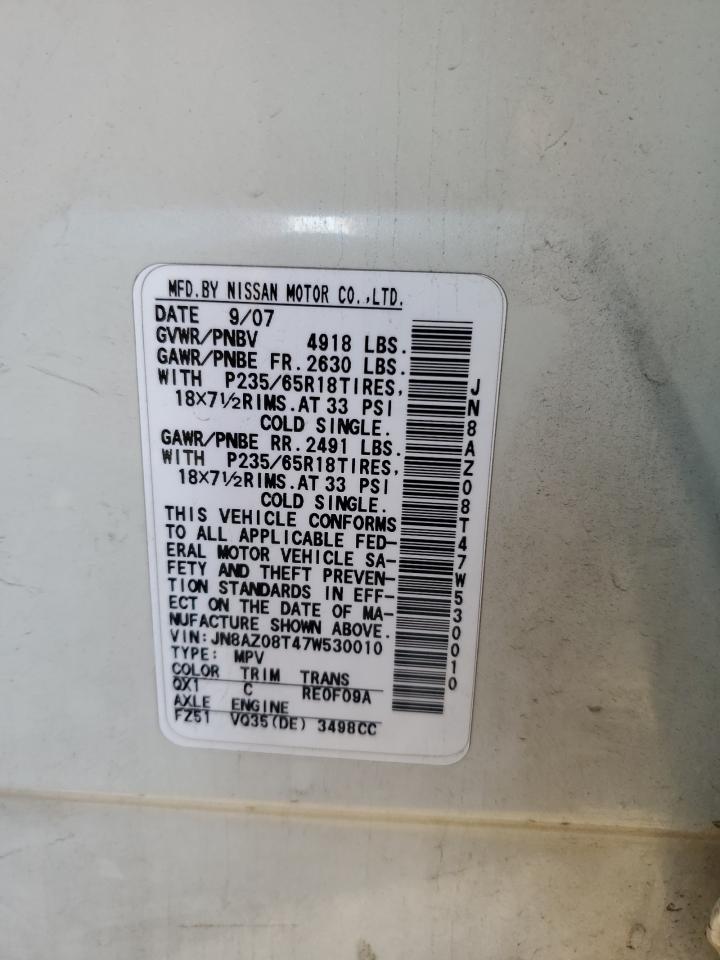 MFD.BY NISSAN MOTOR CO.,LTD.
DATE 9/07
GVWR/PNBV 4918 LBS.
GAWR/PNBE FR.2630 LBS.
WITH P235/65R18TIRES,
18×7½RIMS.AT 33 PSI
COLD SINGLE.
GAWR/PNBE RR.2491 LBS.
WITH P235/65R18TIRES,
18×7½RIMS.AT 33 PSI
COLD SINGLE.
THIS VEHICLE CONFORMS
TO ALL APPLICABLE FED-
ERAL MOTOR VEHICLE SA-
FETY AND THEFT PREVEN-
TION STANDARDS IN EFF-
ECT ON THE DATE OF MA-
NUFACTURE SHOWN ABOVE.
VIN:JN8AZ08T47W530010
TYPE: MPV
COLOR TRIM TRANS
QX1 C RE0F09A
AXLE ENGINE
FZ51 VQ35(DE) 3498CC
JN8AZ08T47W530010